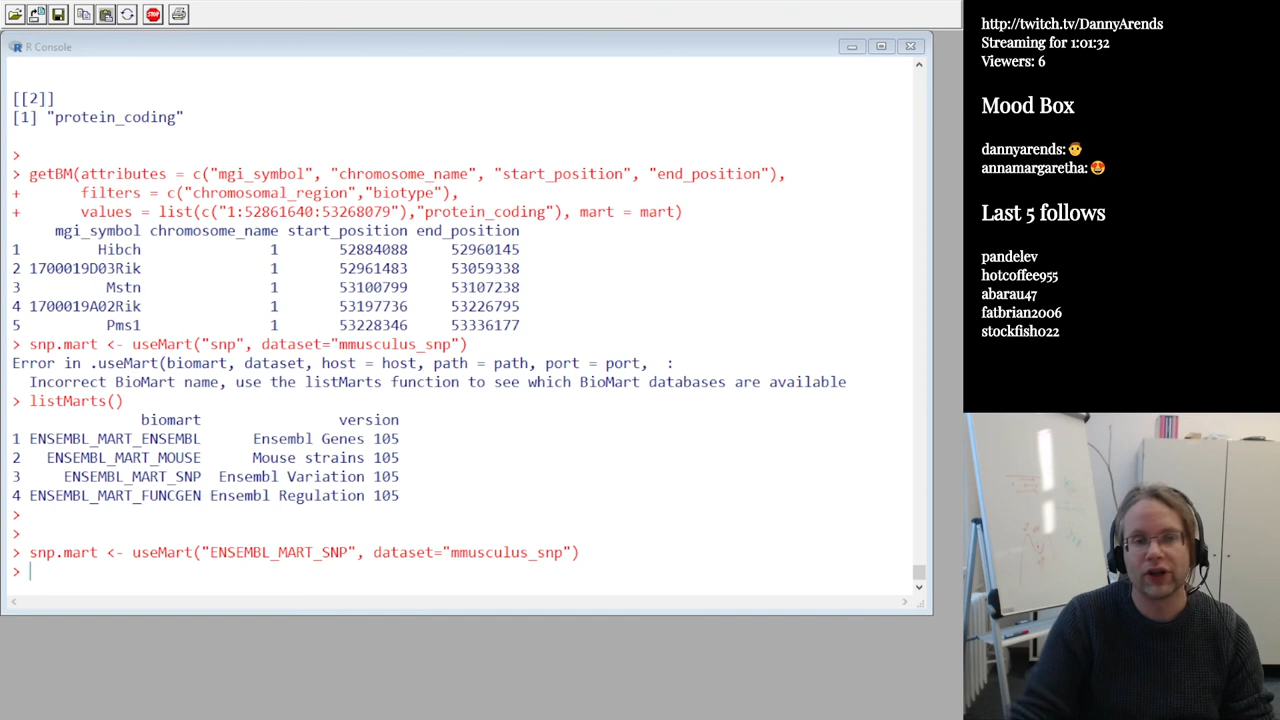 R Console
[[2]]
[1] "protein_coding"
>
> getBM(attributes = c("mgi_symbol", "chromosome_name", "start_position", "end_position"),
+ filters = c("chromosomal_region","biotype"),
+ values = list(c("1:52861640:53268079"),"protein_coding"), mart = mart)
mgi_symbol chromosome_name start_position end_position
1 Hibch 1 52884088 52960145
2 1700019D03Rik 1 52961483 53059338
3 Mstn 1 53100799 53107238
4 1700019A02Rik 1 53197736 53226795
5 Pms1 1 53228346 53336177
> snp.mart <- useMart("snp", dataset="mmusculus_snp")
Error in .useMart(biomart, dataset, host = host, path = path, port = port, :
Incorrect BioMart name, use the listMarts function to see which BioMart databases are available
> listMarts()
biomart version
1 ENSEMBL_MART_ENSEMBL Ensembl Genes 105
2 ENSEMBL_MART_MOUSE Mouse strains 105
3 ENSEMBL_MART_SNP Ensembl Variation 105
4 ENSEMBL_MART_FUNCGEN Ensembl Regulation 105
>
>
> snp.mart <- useMart("ENSEMBL_MART_SNP", dataset="mmusculus_snp")
>
STOP
http://twitch.tv/DannyArends
Streaming for 1:01:32
Viewers: 6
Mood Box
dannyarends:
annamargaretha:
Last 5 follows
pandelev
hotcoffee955
abarau47
fatbrian2006
stockfish022